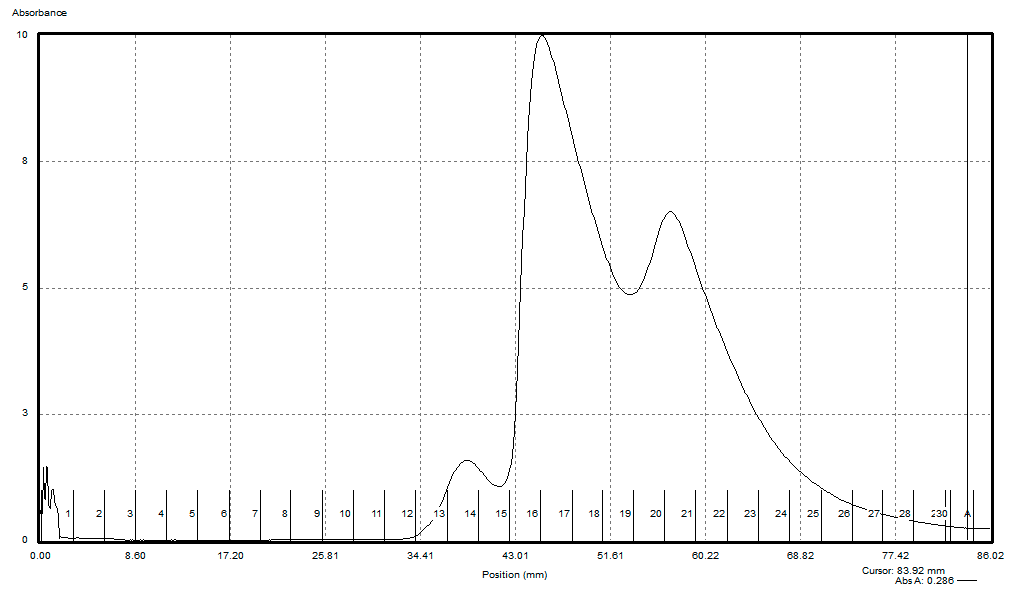 Absorbance
10
8
5
3
0
1 2 3 4 5 6 7 8 9 10 11 12 13 14 15 16 17 18 19 20 21 22 23 24 25 26 27 28 230 A
0.00 8.60 17.20 25.81 34.41 43.01 51.61 60.22 68.82 77.42 86.02
Position (mm)
Cursor: 83.92 mm
Abs A: 0.286